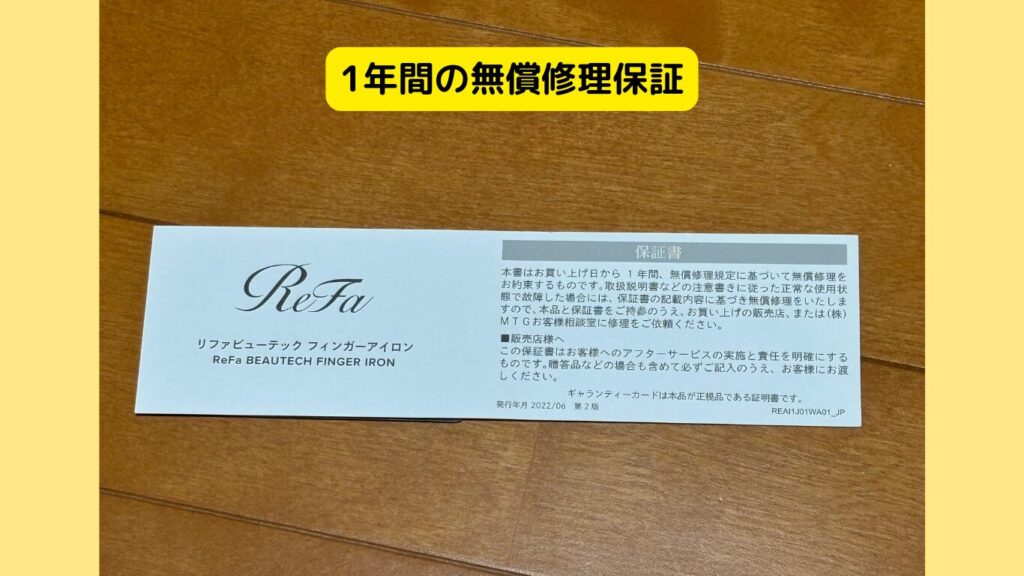 1年間の無償修理保証
ReFa
リファビューテック フィンガーアイロン
ReFa BEAUTECH FINGER IRON
保証書
本書はお買い上げ日から 1 年間、無償修理規定に基づいて無償修理を
お約束するものです。取扱説明書などの注意書きに従った正常な使用状
態で故障した場合には、保証書の記載内容に基づき無償修理をいたしま
すので、本品と保証書をご持参のうえ、お買い上げの販売店、または(株)
MTGお客様相談室に修理をご依頼ください。
■販売店様へ
この保証書はお客様へのアフターサービスの実施と責任を明確にする
ものです。贈答品などの場合も含めて必ずご記入のうえ、お客様にお渡
しください。
ギャランティーカードは本品が正規品である証明書です。
発行年月 2022/06 第2版
REAI1J01WA01_JP